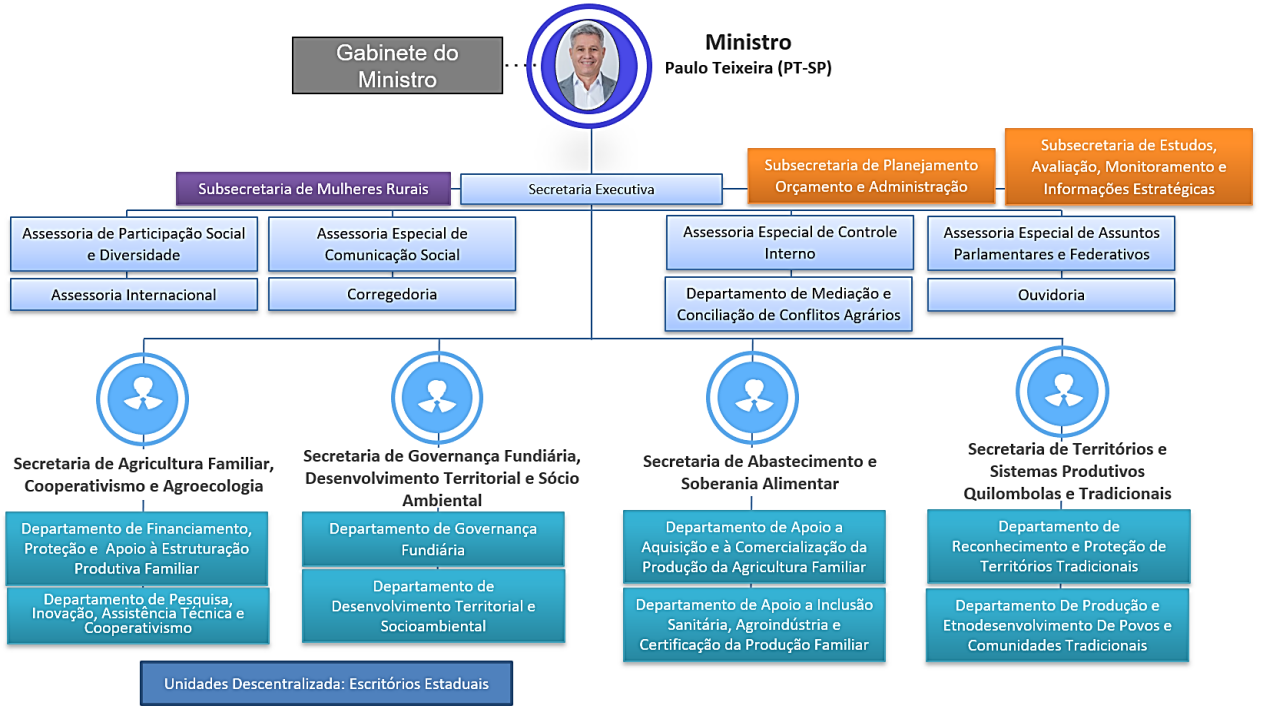 Gabinete do
Ministro
Ministro
Paulo Teixeira (PT-SP)
Subsecretaria de Mulheres Rurais
Secretaria Executiva
Subsecretaria de Planejamento
Orçamento e Administração
Subsecretaria de Estudos,
Avaliação, Monitoramento e
Informações Estratégicas
Assessoria de Participação Social
e Diversidade
Assessoria Especial de
Comunicação Social
Assessoria Especial de Controle
Interno
Assessoria Especial de Assuntos
Parlamentares e Federativos
Assessoria Internacional
Corregedoria
Departamento de Mediação e
Conciliação de Conflitos Agrários
Ouvidoria
Secretaria de Agricultura Familiar,
Cooperativismo e Agroecologia
Secretaria de Governança Fundiária,
Desenvolvimento Territorial e Sócio
Ambiental
Secretaria de Abastecimento e
Soberania Alimentar
Secretaria de Territórios e
Sistemas Produtivos
Quilombolas e Tradicionais
Departamento de Financiamento,
Proteção e Apoio à Estruturação
Produtiva Familiar
Departamento de Governança
Fundiária
Departamento de Apoio a
Aquisição e à Comercialização da
Produção da Agricultura Familiar
Departamento de
Reconhecimento e Proteção de
Territórios Tradicionais
Departamento de Pesquisa,
Inovação, Assistência Técnica e
Cooperativismo
Departamento de
Desenvolvimento Territorial e
Socioambiental
Departamento de Apoio a Inclusão
Sanitária, Agroindústria e
Certificação da Produção Familiar
Departamento De Produção e
Etnodesenvolvimento De Povos e
Comunidades Tradicionais
Unidades Descentralizada: Escritórios Estaduais